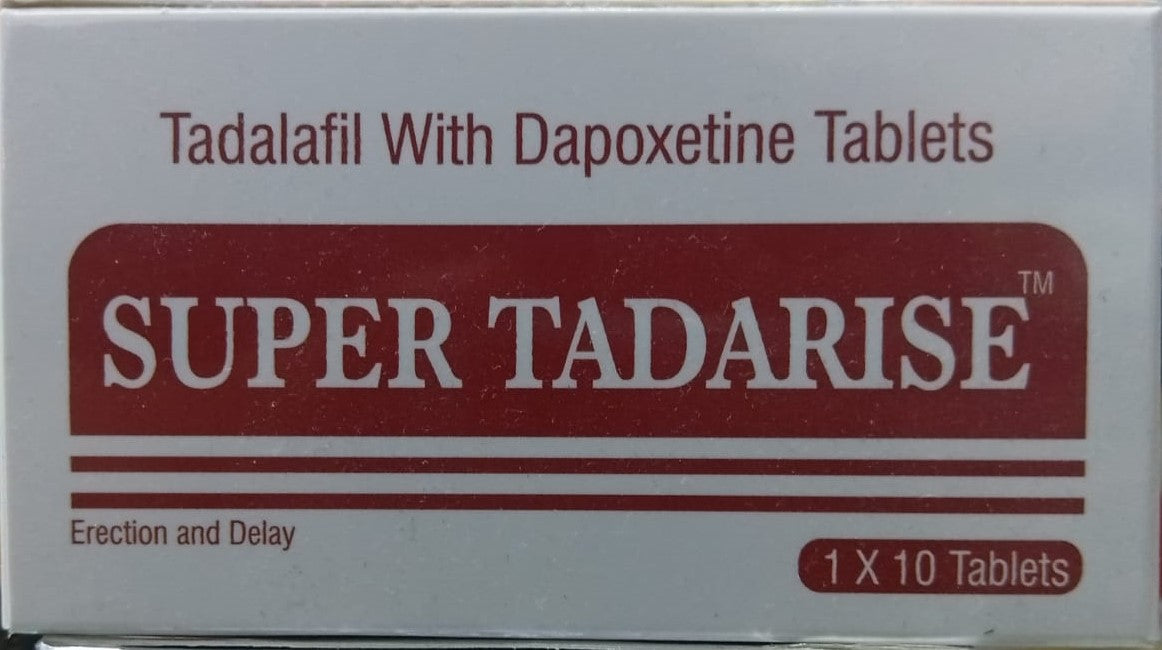 Tadalafil With Dapoxetine Tablets
SUPER TADARISE™
Erection and Delay
1 X 10 Tablets